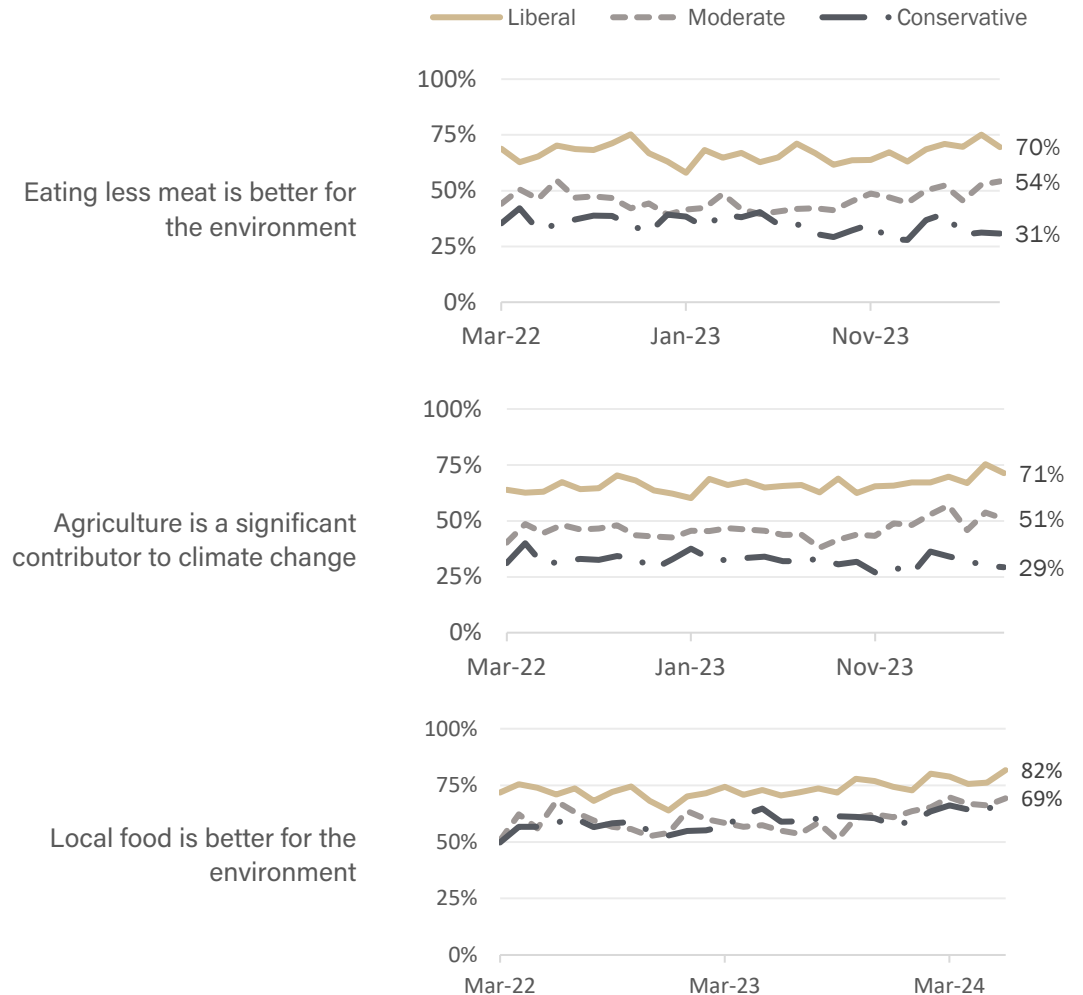 Liberal Moderate Conservative
Eating less meat is better for
the environment
100%
75%
50%
25%
0%
70%
54%
31%
Mar-22 Jan-23 Nov-23
Agriculture is a significant
contributor to climate change
100%
75%
50%
25%
0%
71%
51%
29%
Mar-22 Jan-23 Nov-23
Local food is better for the
environment
100%
75%
50%
25%
0%
82%
69%
Mar-22 Mar-23 Mar-24